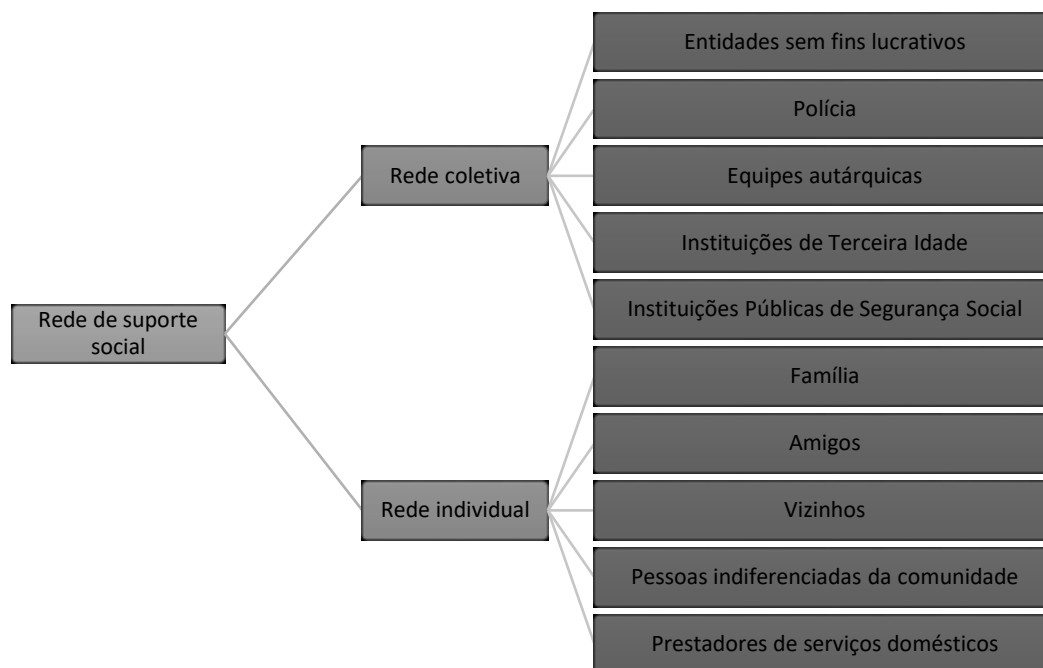 Rede de suporte
social
Rede coletiva
Entidades sem fins lucrativos
Polícia
Equipes autárquicas
Instituições de Terceira Idade
Instituições Públicas de Segurança Social
Rede individual
Família
Amigos
Vizinhos
Pessoas indiferenciadas da comunidade
Prestadores de serviços domésticos